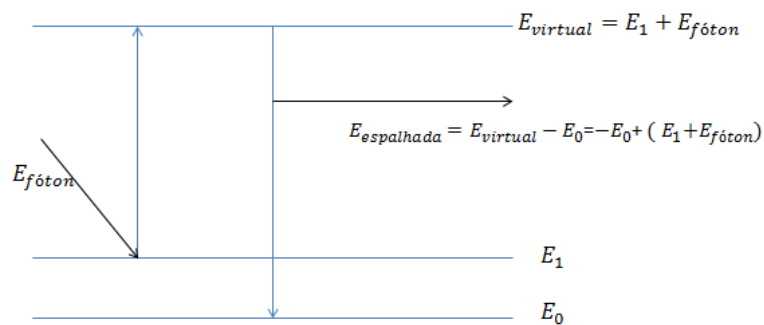 E_virtual = E_1 + E_fóton
E_espalhada = E_virtual − E_0=−E_0+ ( E_1+E_fóton)
E_fóton
E_1
E_0